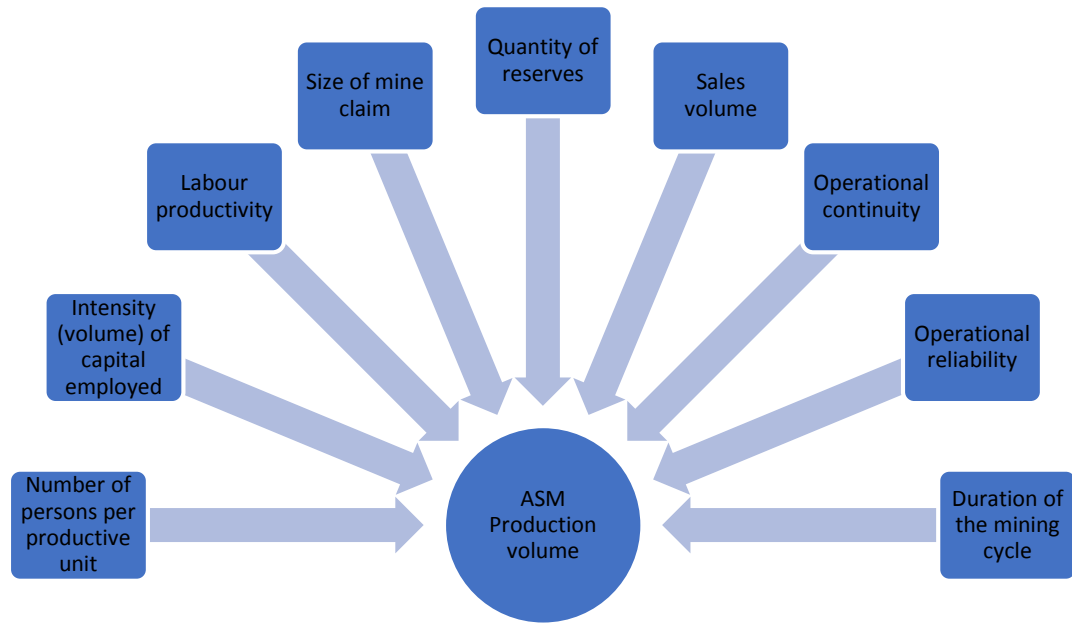 Quantity of
reserves
Size of mine
claim
Sales
volume
Labour
productivity
Operational
continuity
Intensity
(volume) of
capital
employed
Operational
reliability
Number of
persons per
productive
unit
ASM
Production
volume
Duration of
the mining
cycle